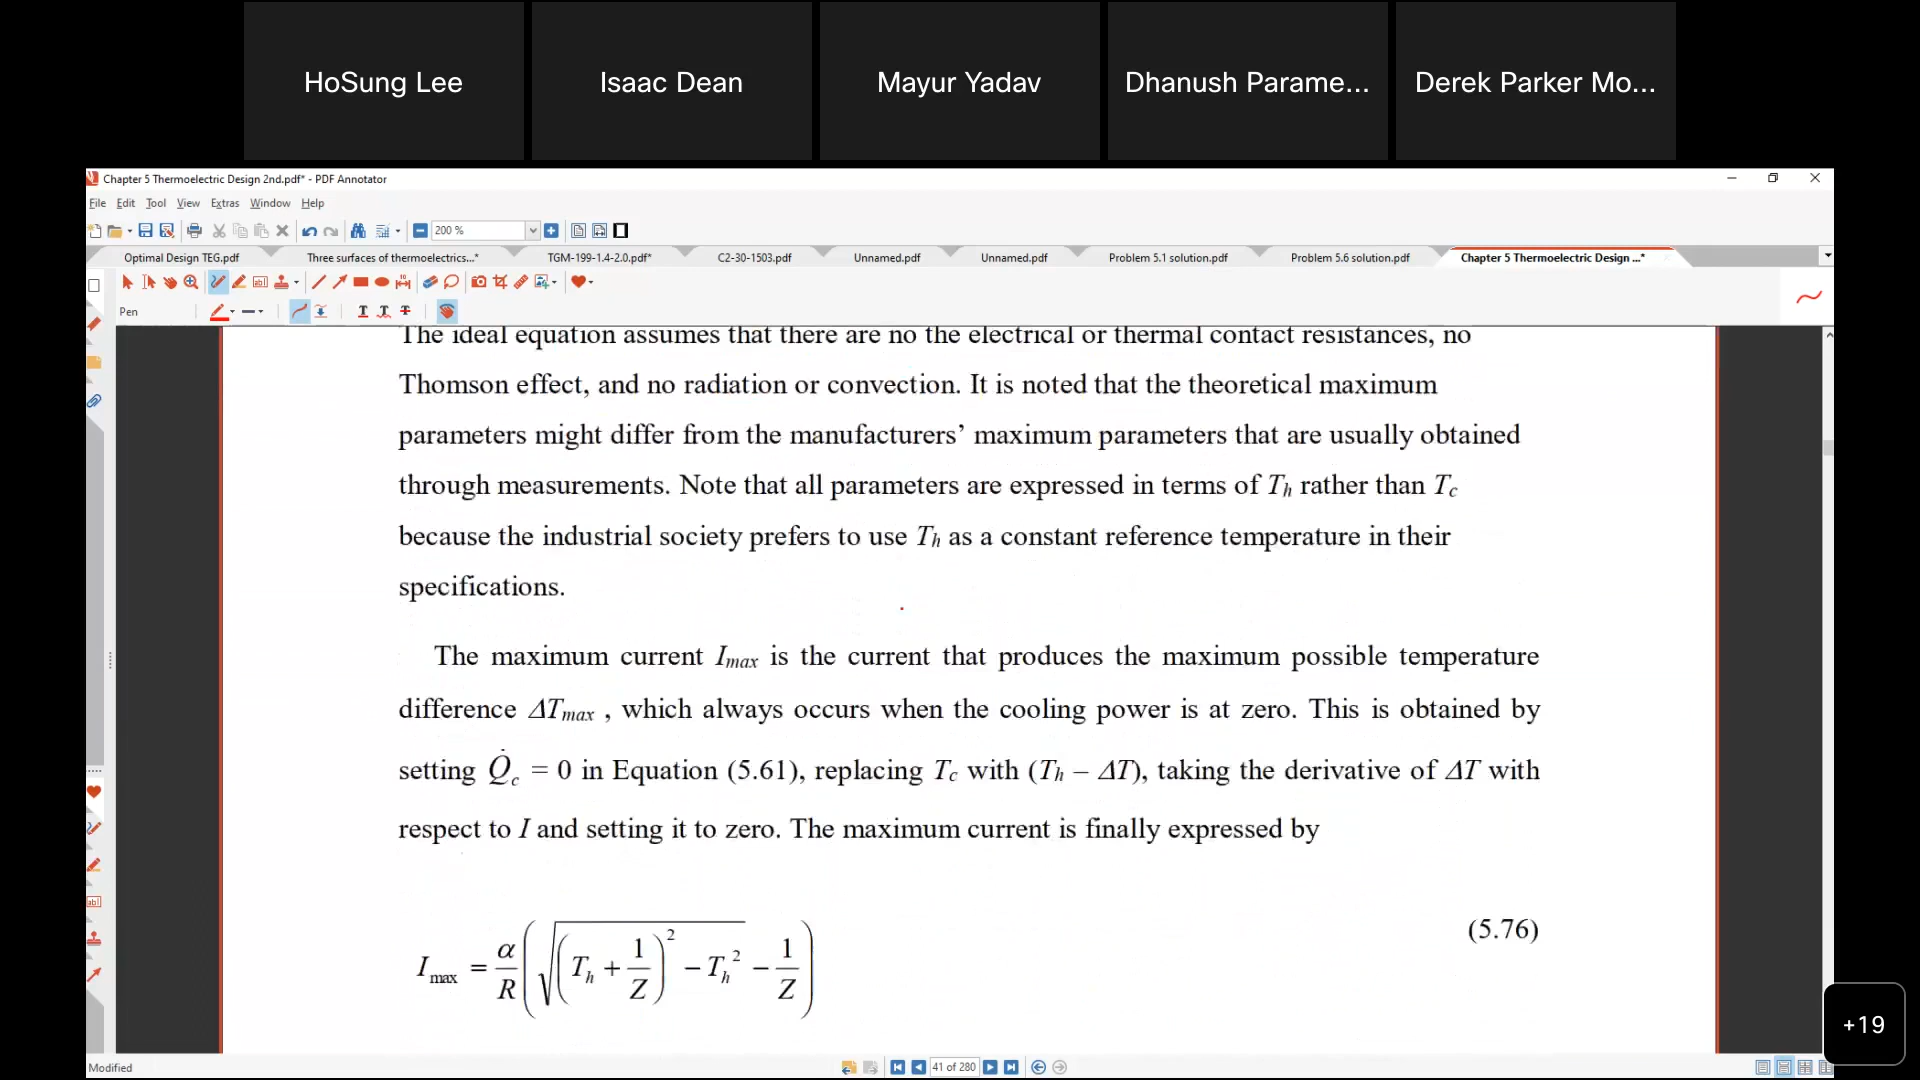 HoSung Lee
Isaac Dean
Mayur Yadav
Dhanush Parame...
Derek Parker Mo...
Chapter 5 Thermoelectric Design 2nd.pdf* - PDF Annotator
File Edit Tool View Extras Window Help
200 %
Optimal Design TEG.pdf
Three surfaces of thermoelectrics...*
TGM-199-1.4-2.0.pdf*
C2-30-1503.pdf
Unnamed.pdf
Unnamed.pdf
Problem 5.1 solution.pdf
Problem 5.6 solution.pdf
Chapter 5 Thermoelectric Design ...*
Pen
The ideal equation assumes that there are no the electrical or thermal contact resistances, no
Thomson effect, and no radiation or convection. It is noted that the theoretical maximum
parameters might differ from the manufacturers’ maximum parameters that are usually obtained
through measurements. Note that all parameters are expressed in terms of Th rather than Tc
because the industrial society prefers to use Th as a constant reference temperature in their
specifications.
The maximum current Imax is the current that produces the maximum possible temperature
difference ΔTmax , which always occurs when the cooling power is at zero. This is obtained by
setting Q̇c = 0 in Equation (5.61), replacing Tc with (Th – ΔT), taking the derivative of ΔT with
respect to I and setting it to zero. The maximum current is finally expressed by
Imax = α/R (√((Th + 1/Z)² − Th²) − 1/Z) (5.76)
+19
Modified
41 of 280